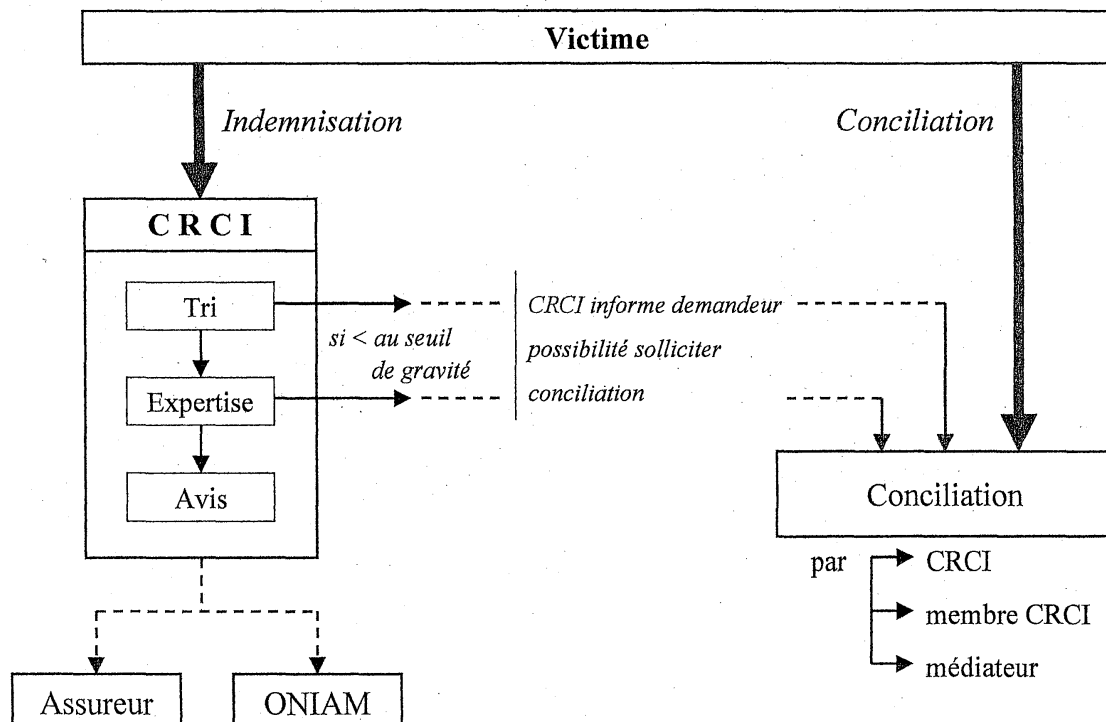 Victime
Indemnisation
Conciliation
C R C I
Tri
si < au seuil
de gravité
CRCI informe demandeur
possibilité solliciter
conciliation
Expertise
Avis
Conciliation
par
CRCI
membre CRCI
médiateur
Assureur
ONIAM